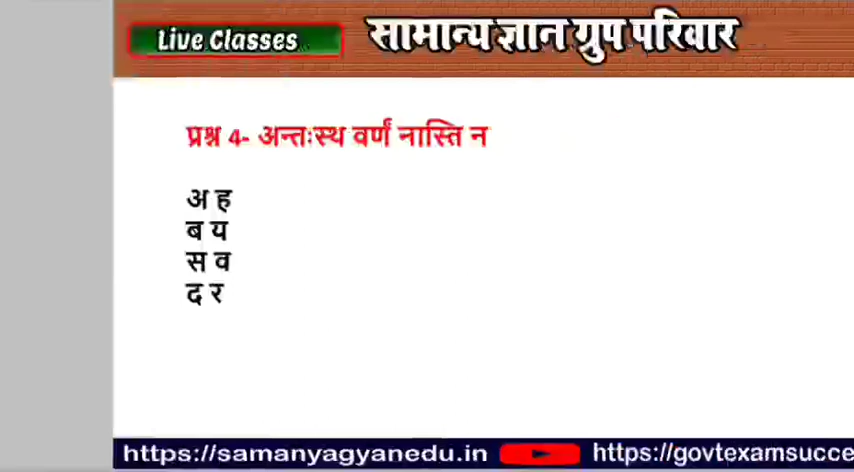 Live Classes
सामान्य ज्ञान ग्रुप परिवार
प्रश्न 4- अन्तःस्थ वर्णं नास्ति न
अ ह
ब य
स व
द र
https://samanyagyanedu.in
https://govtexamsucce